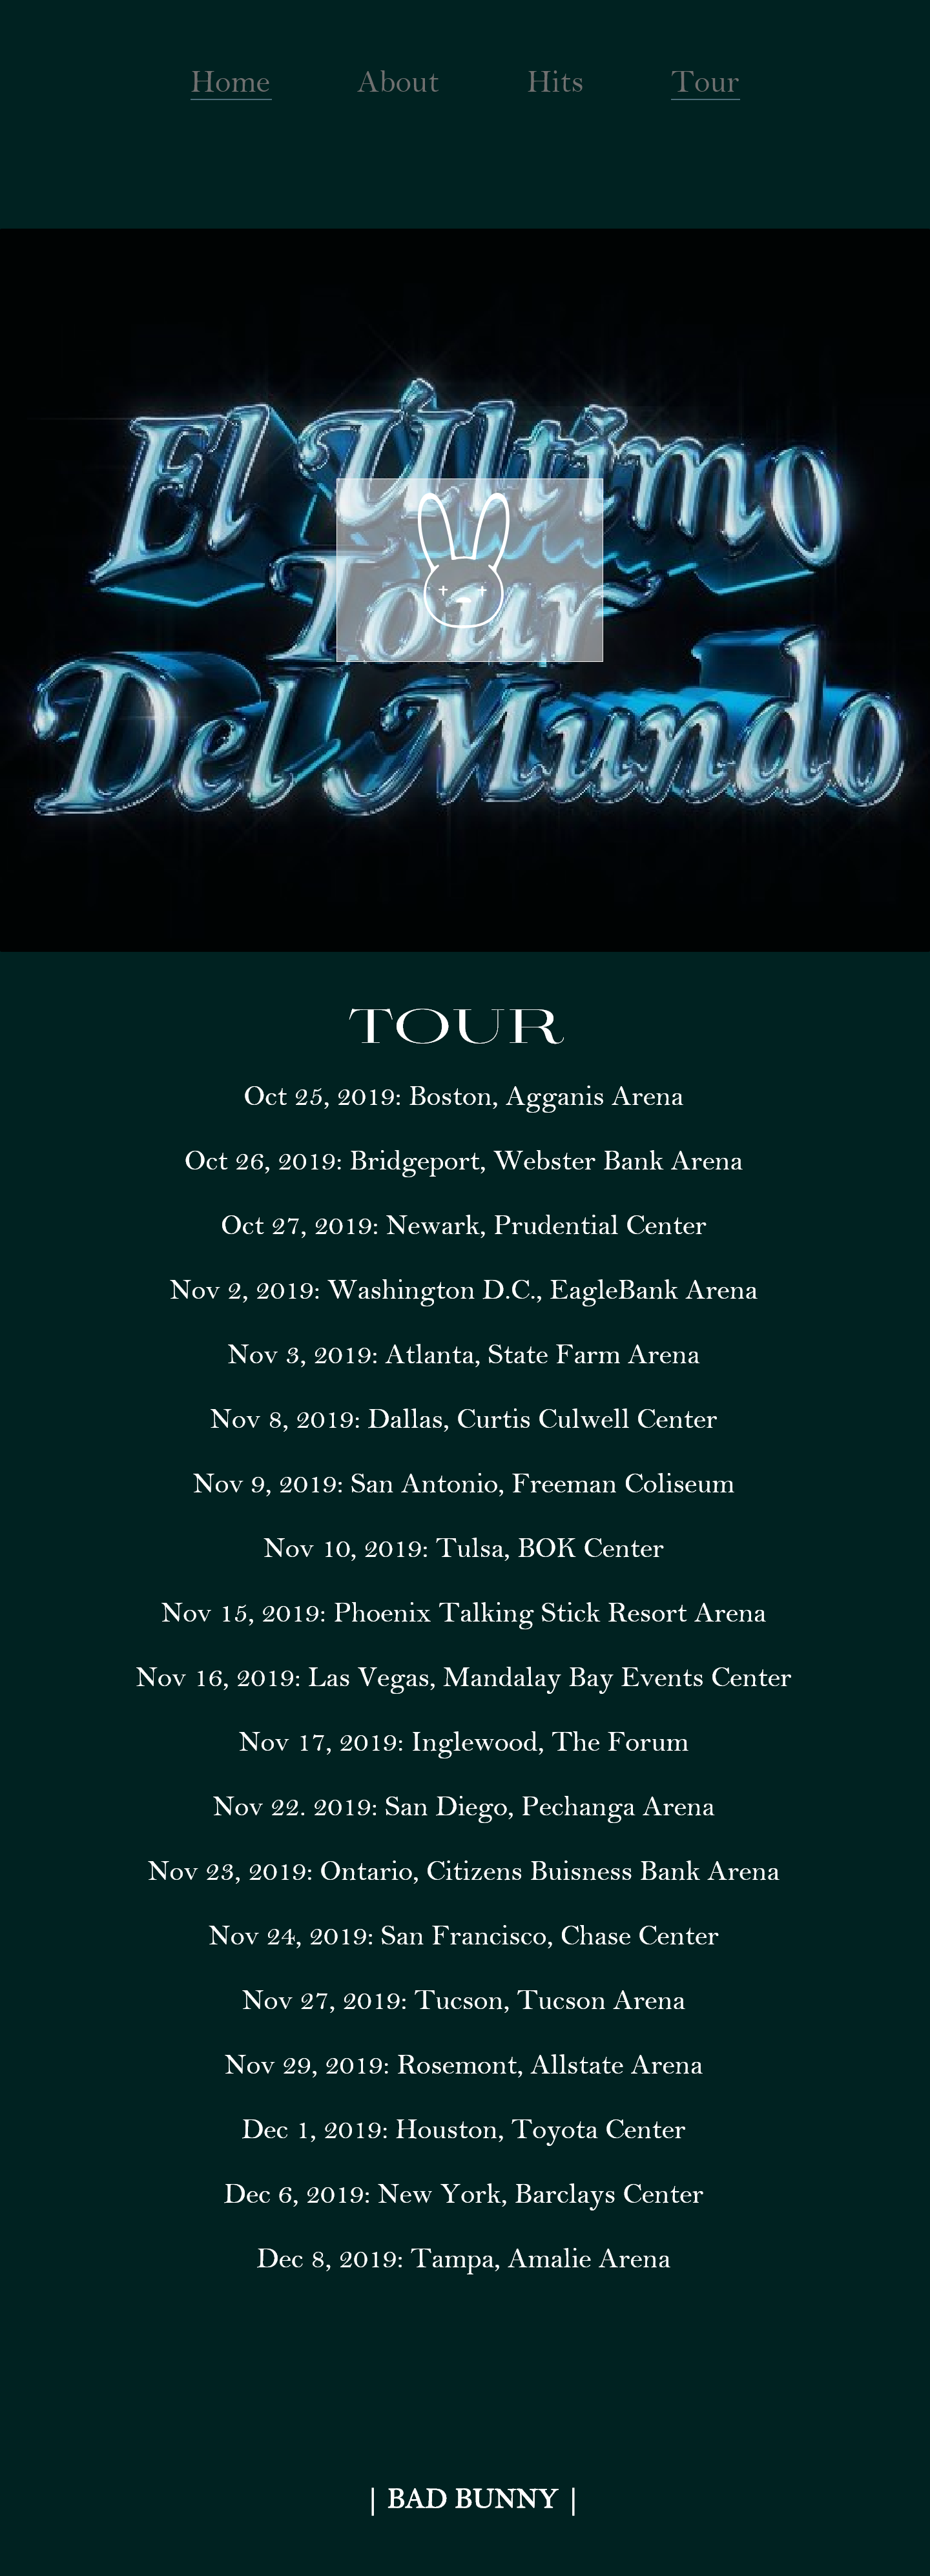 Home About Hits Tour
El Último
Tour
Del Mundo
TOUR
Oct 25, 2019: Boston, Agganis Arena
Oct 26, 2019: Bridgeport, Webster Bank Arena
Oct 27, 2019: Newark, Prudential Center
Nov 2, 2019: Washington D.C., EagleBank Arena
Nov 3, 2019: Atlanta, State Farm Arena
Nov 8, 2019: Dallas, Curtis Culwell Center
Nov 9, 2019: San Antonio, Freeman Coliseum
Nov 10, 2019: Tulsa, BOK Center
Nov 15, 2019: Phoenix Talking Stick Resort Arena
Nov 16, 2019: Las Vegas, Mandalay Bay Events Center
Nov 17, 2019: Inglewood, The Forum
Nov 22. 2019: San Diego, Pechanga Arena
Nov 23, 2019: Ontario, Citizens Buisness Bank Arena
Nov 24, 2019: San Francisco, Chase Center
Nov 27, 2019: Tucson, Tucson Arena
Nov 29, 2019: Rosemont, Allstate Arena
Dec 1, 2019: Houston, Toyota Center
Dec 6, 2019: New York, Barclays Center
Dec 8, 2019: Tampa, Amalie Arena
| BAD BUNNY |